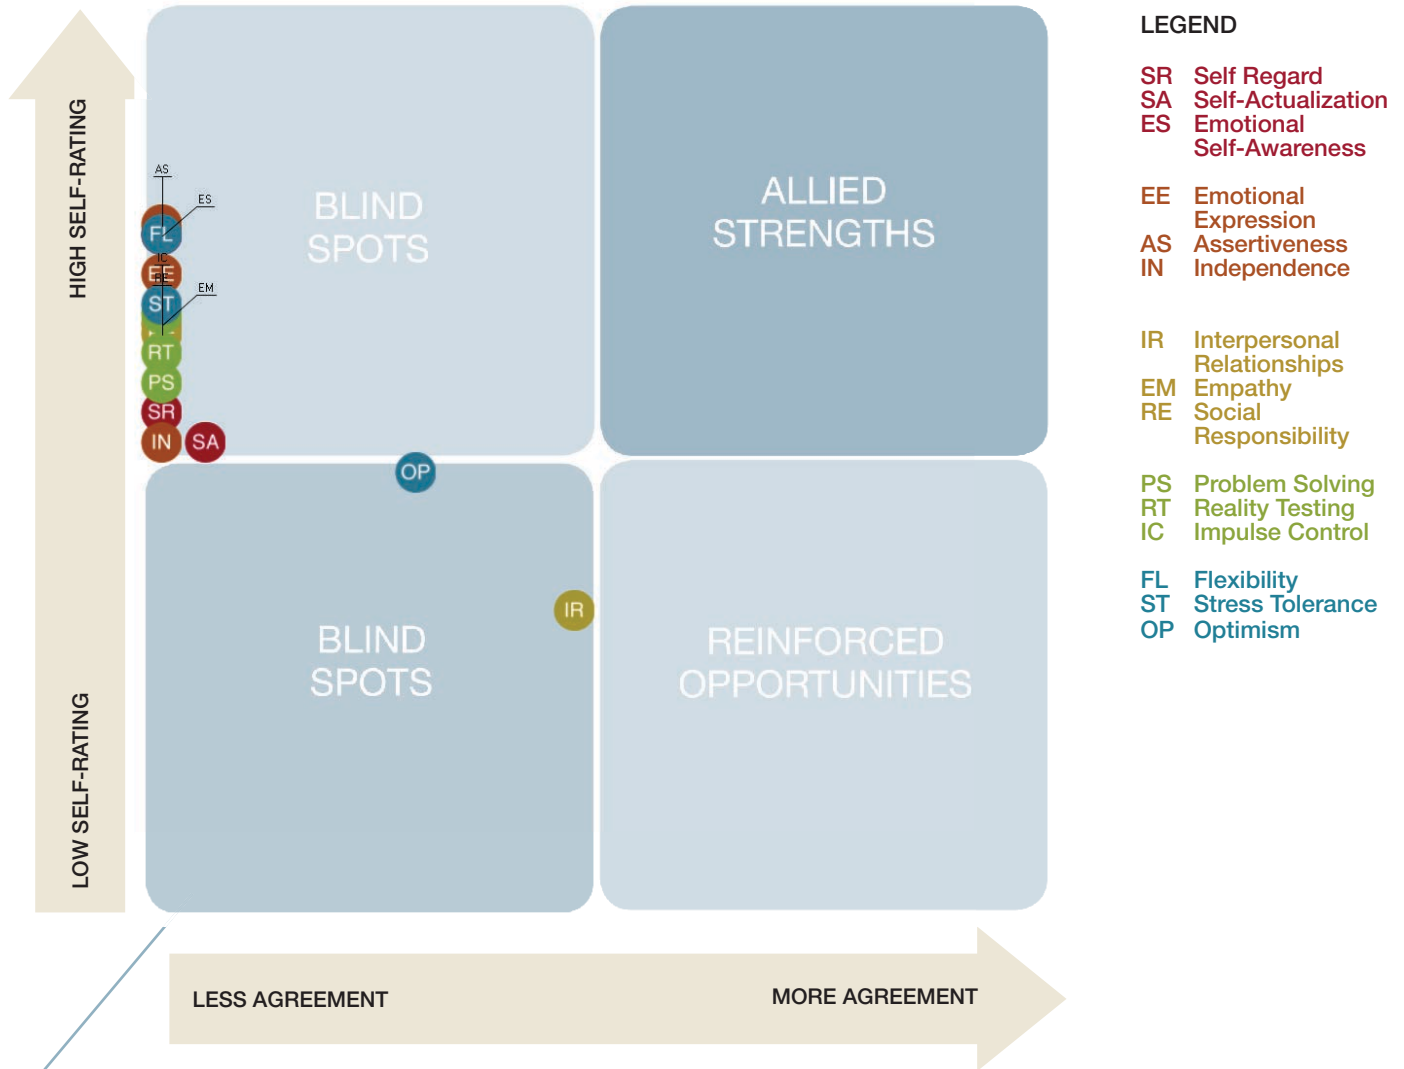 HIGH SELF-RATING
LOW SELF-RATING
BLIND
SPOTS
ALLIED
STRENGTHS
AS
ES
FL
IC
EE
RE
EM
ST
RT
PS
SR
IN
SA
OP
IR
BLIND
SPOTS
REINFORCED
OPPORTUNITIES
LESS AGREEMENT
MORE AGREEMENT
LEGEND
SR Self Regard
SA Self-Actualization
ES Emotional
Self-Awareness
EE Emotional
Expression
AS Assertiveness
IN Independence
IR Interpersonal
Relationships
EM Empathy
RE Social
Responsibility
PS Problem Solving
RT Reality Testing
IC Impulse Control
FL Flexibility
ST Stress Tolerance
OP Optimism